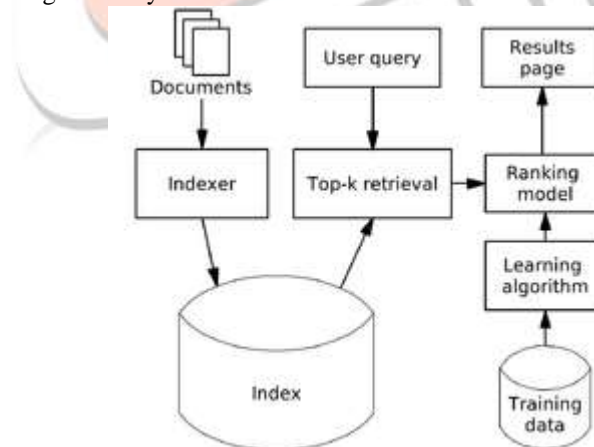 Documents
User query
Results
page
Indexer
Top-k retrieval
Ranking
model
Learning
algorithm
Index
Training
data